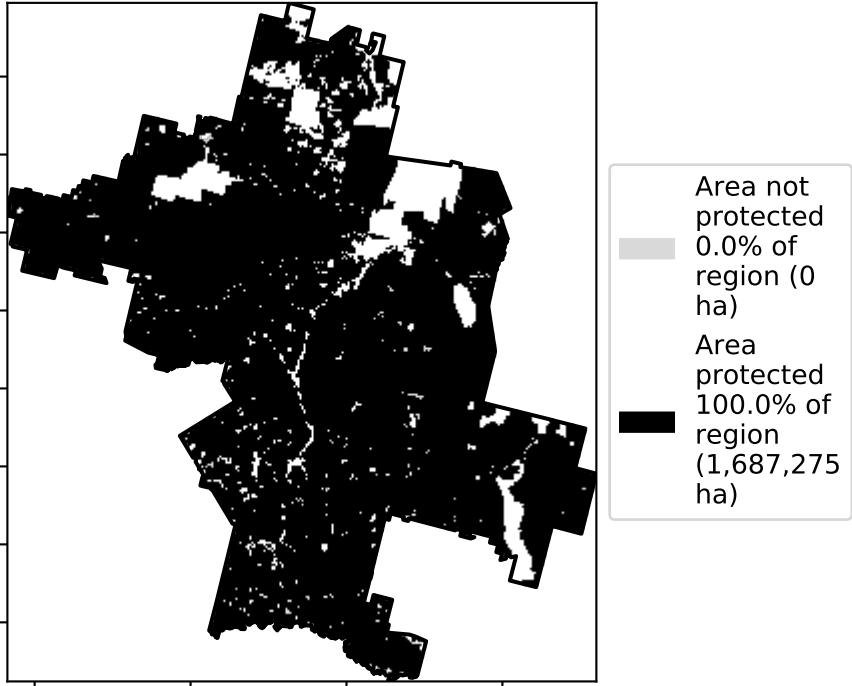 Area not
protected
0.0% of
region (0
ha)
Area
protected
100.0% of
region
(1,687,275
ha)